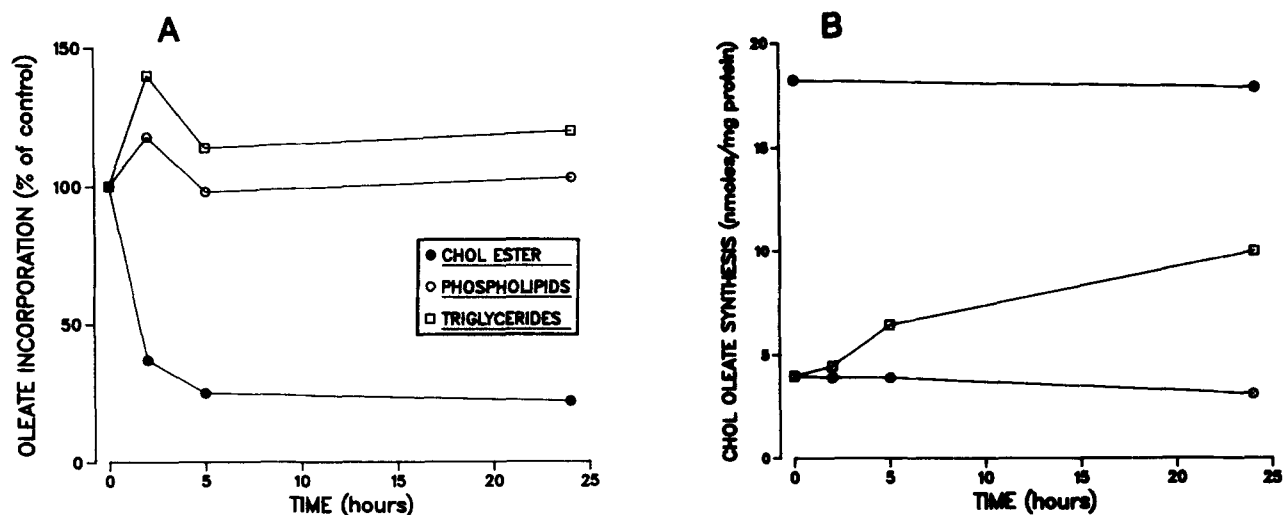 A
OLEATE INCORPORATION (% of control)
150
100
50
0
0 5 10 15 20 25
TIME (hours)
CHOL ESTER
PHOSPHOLIPIDS
TRIGLYCERIDES
B
CHOL OLEATE SYNTHESIS (nmoles/mg protein)
20
15
10
5
0
0 5 10 15 20 25
TIME (hours)